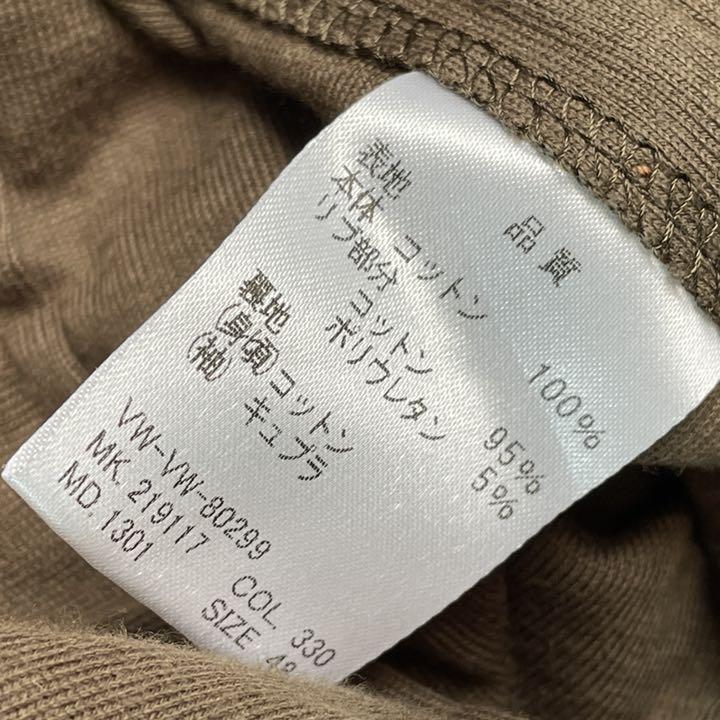 品質
表地
本体 コットン 100%
リブ部分
コットン 95%
ポリウレタン 5%
裏地
(身頃) コットン
(袖) キュプラ
VW-VW-80299
MK. 219117 COL. 330
MD.1301 SIZE